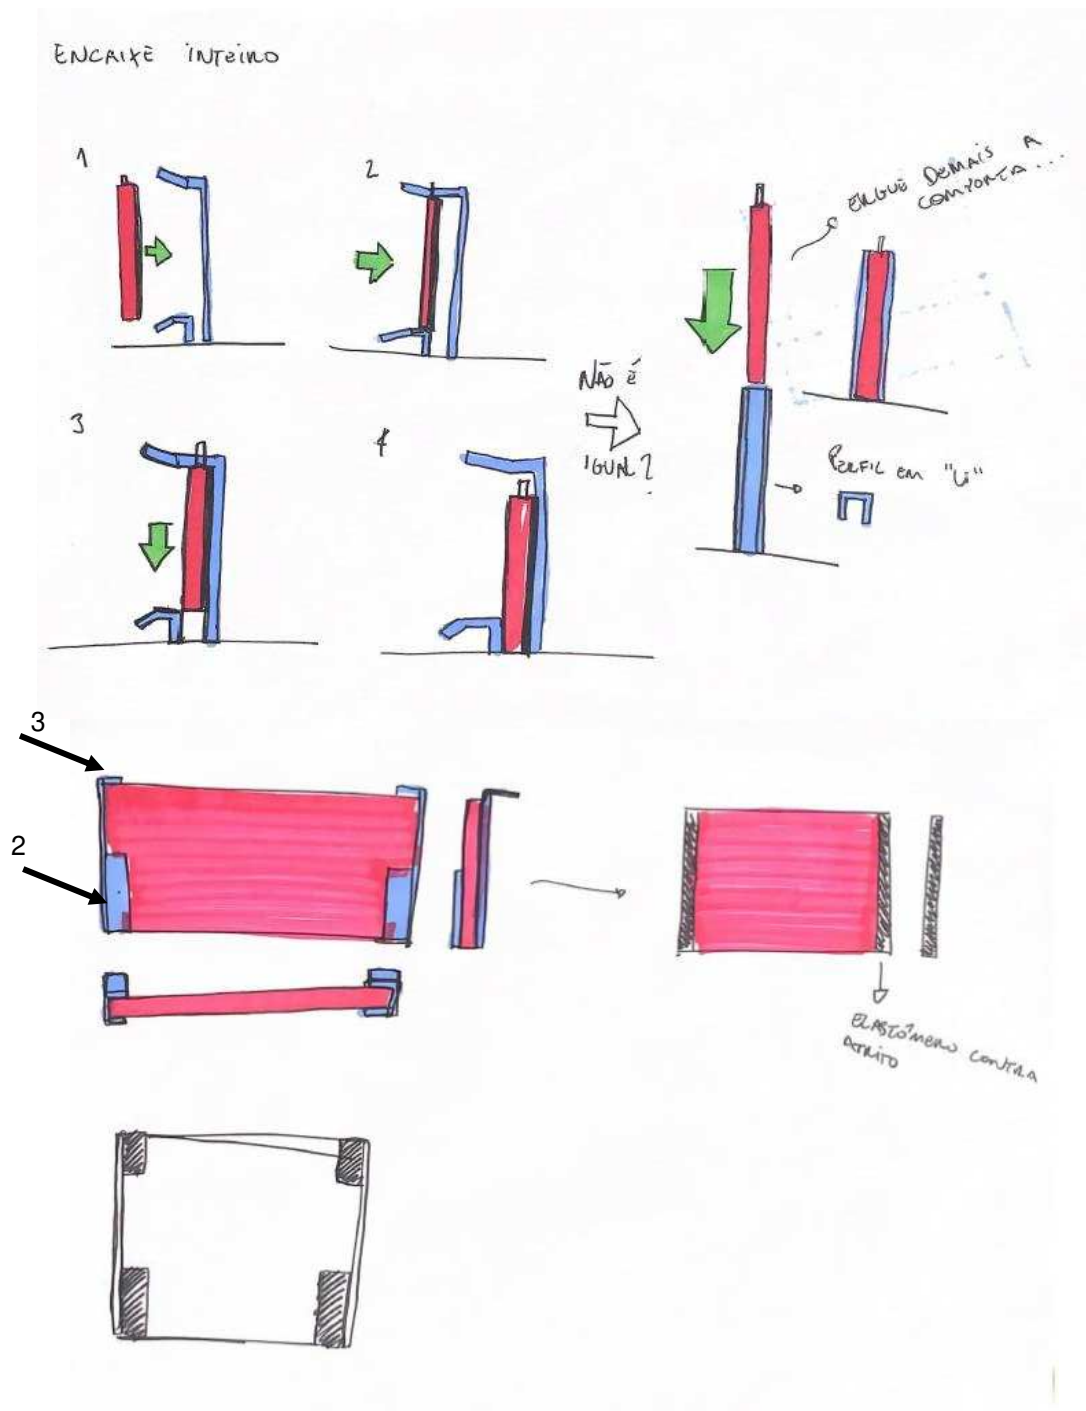 ENCAIXE INTEIRO
1
2
ERGUE DEMAIS A
COMPORTA...
NÃO É
IGUAL?
3
4
PERFIL EM "U"
3
2
ELASTÔMERO CONTRA
ATRITO